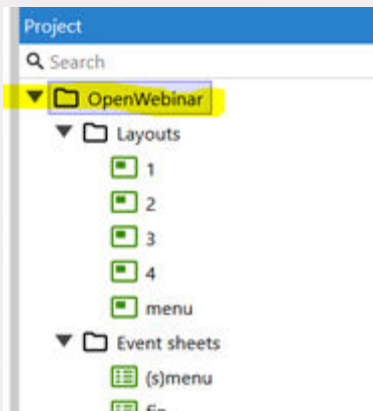 Project
Search
OpenWebinar
Layouts
1
2
3
4
menu
Event sheets
(s)menu